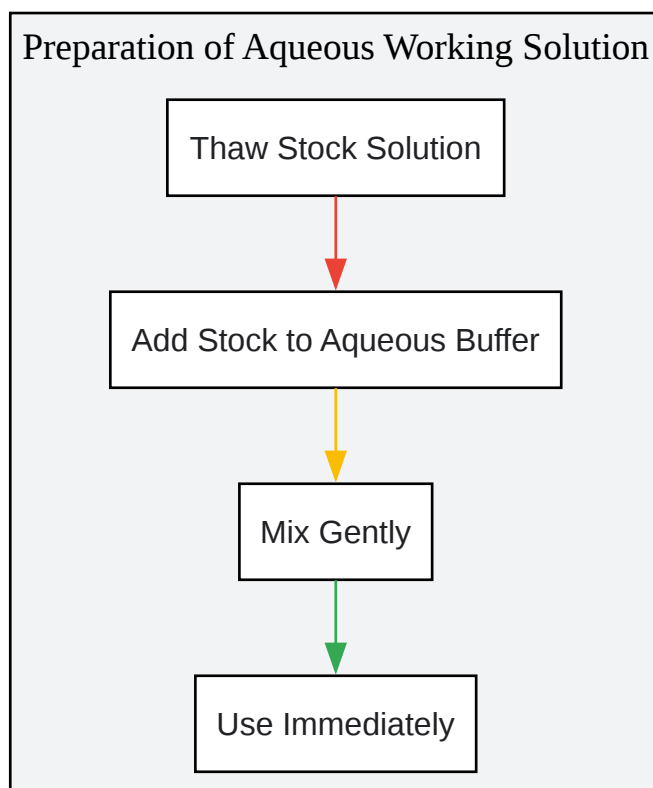 Preparation of Aqueous Working Solution
Thaw Stock Solution
Add Stock to Aqueous Buffer
Mix Gently
Use Immediately